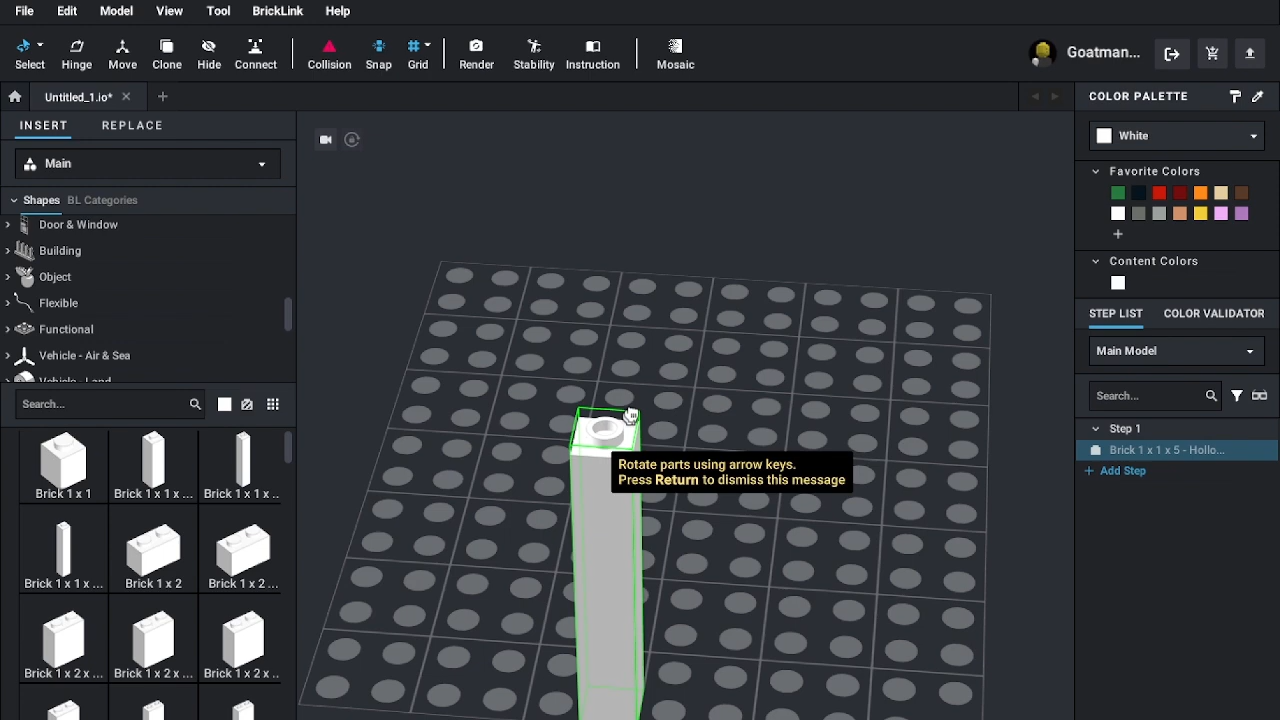 File Edit Model View Tool BrickLink Help
Select Hinge Move Clone Hide Connect Collision Snap Grid Render Stability Instruction Mosaic Goatman...
Untitled_1.io*
INSERT REPLACE
Main
Shapes BL Categories
Door & Window
Building
Object
Flexible
Functional
Vehicle - Air & Sea
Vehicle - Land
Search...
Brick 1 x 1 Brick 1 x 1 x ... Brick 1 x 1 x ...
Brick 1 x 1 x ... Brick 1 x 2 Brick 1 x 2 ...
Brick 1 x 2 x ... Brick 1 x 2 x ... Brick 1 x 2 x ...
Rotate parts using arrow keys.
Press Return to dismiss this message
COLOR PALETTE
White
Favorite Colors
Content Colors
STEP LIST COLOR VALIDATOR
Main Model
Search...
Step 1
Brick 1 x 1 x 5 - Hollo...
+ Add Step